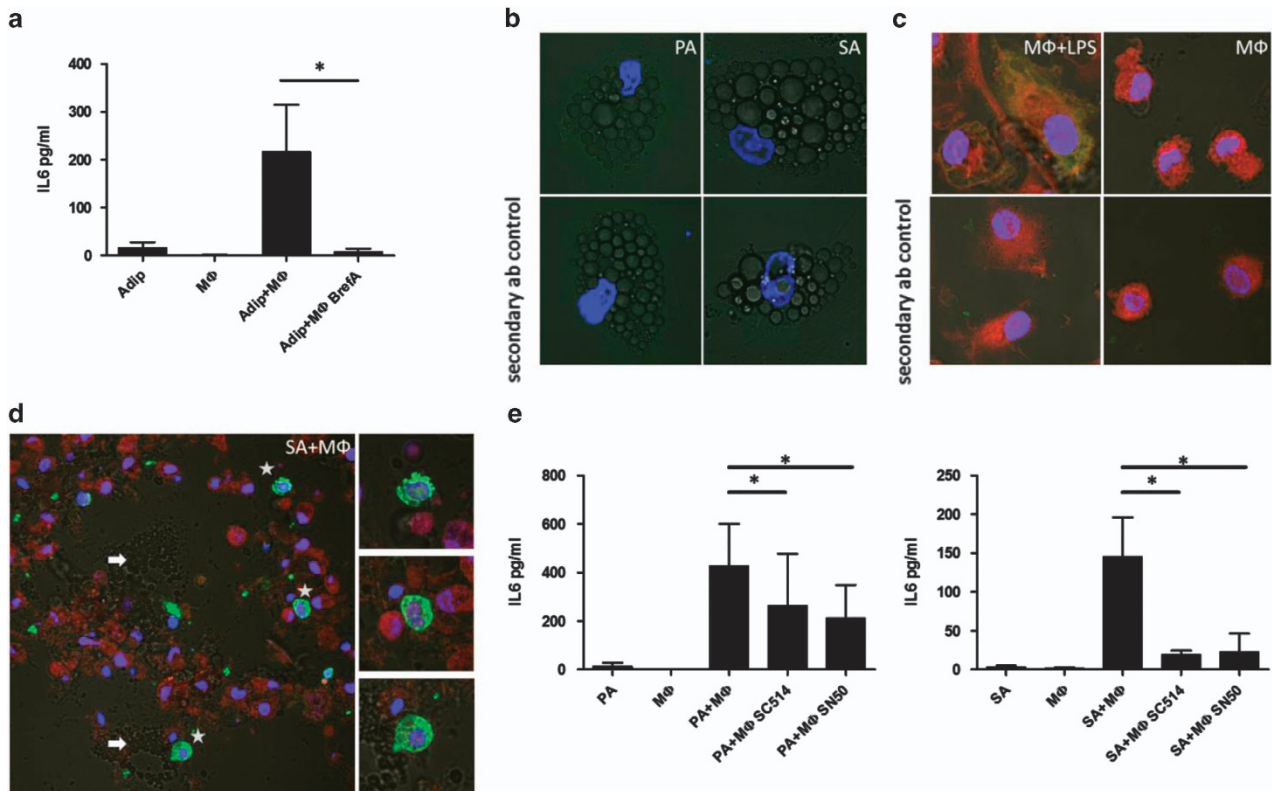 a
IL6 pg/ml
400
300
200
100
0
*
Adip
MΦ
Adip+MΦ
Adip+MΦ BrefA
b
PA
SA
secondary ab control
c
MΦ+LPS
MΦ
secondary ab control
d
SA+MΦ
e
IL6 pg/ml
800
600
400
200
0
*
*
PA
MΦ
PA+MΦ
PA+MΦ SC514
PA+MΦ SN50
IL6 pg/ml
200
150
100
50
25
0
*
*
SA
MΦ
SA+MΦ
SA+MΦ SC514
SA+MΦ SN50